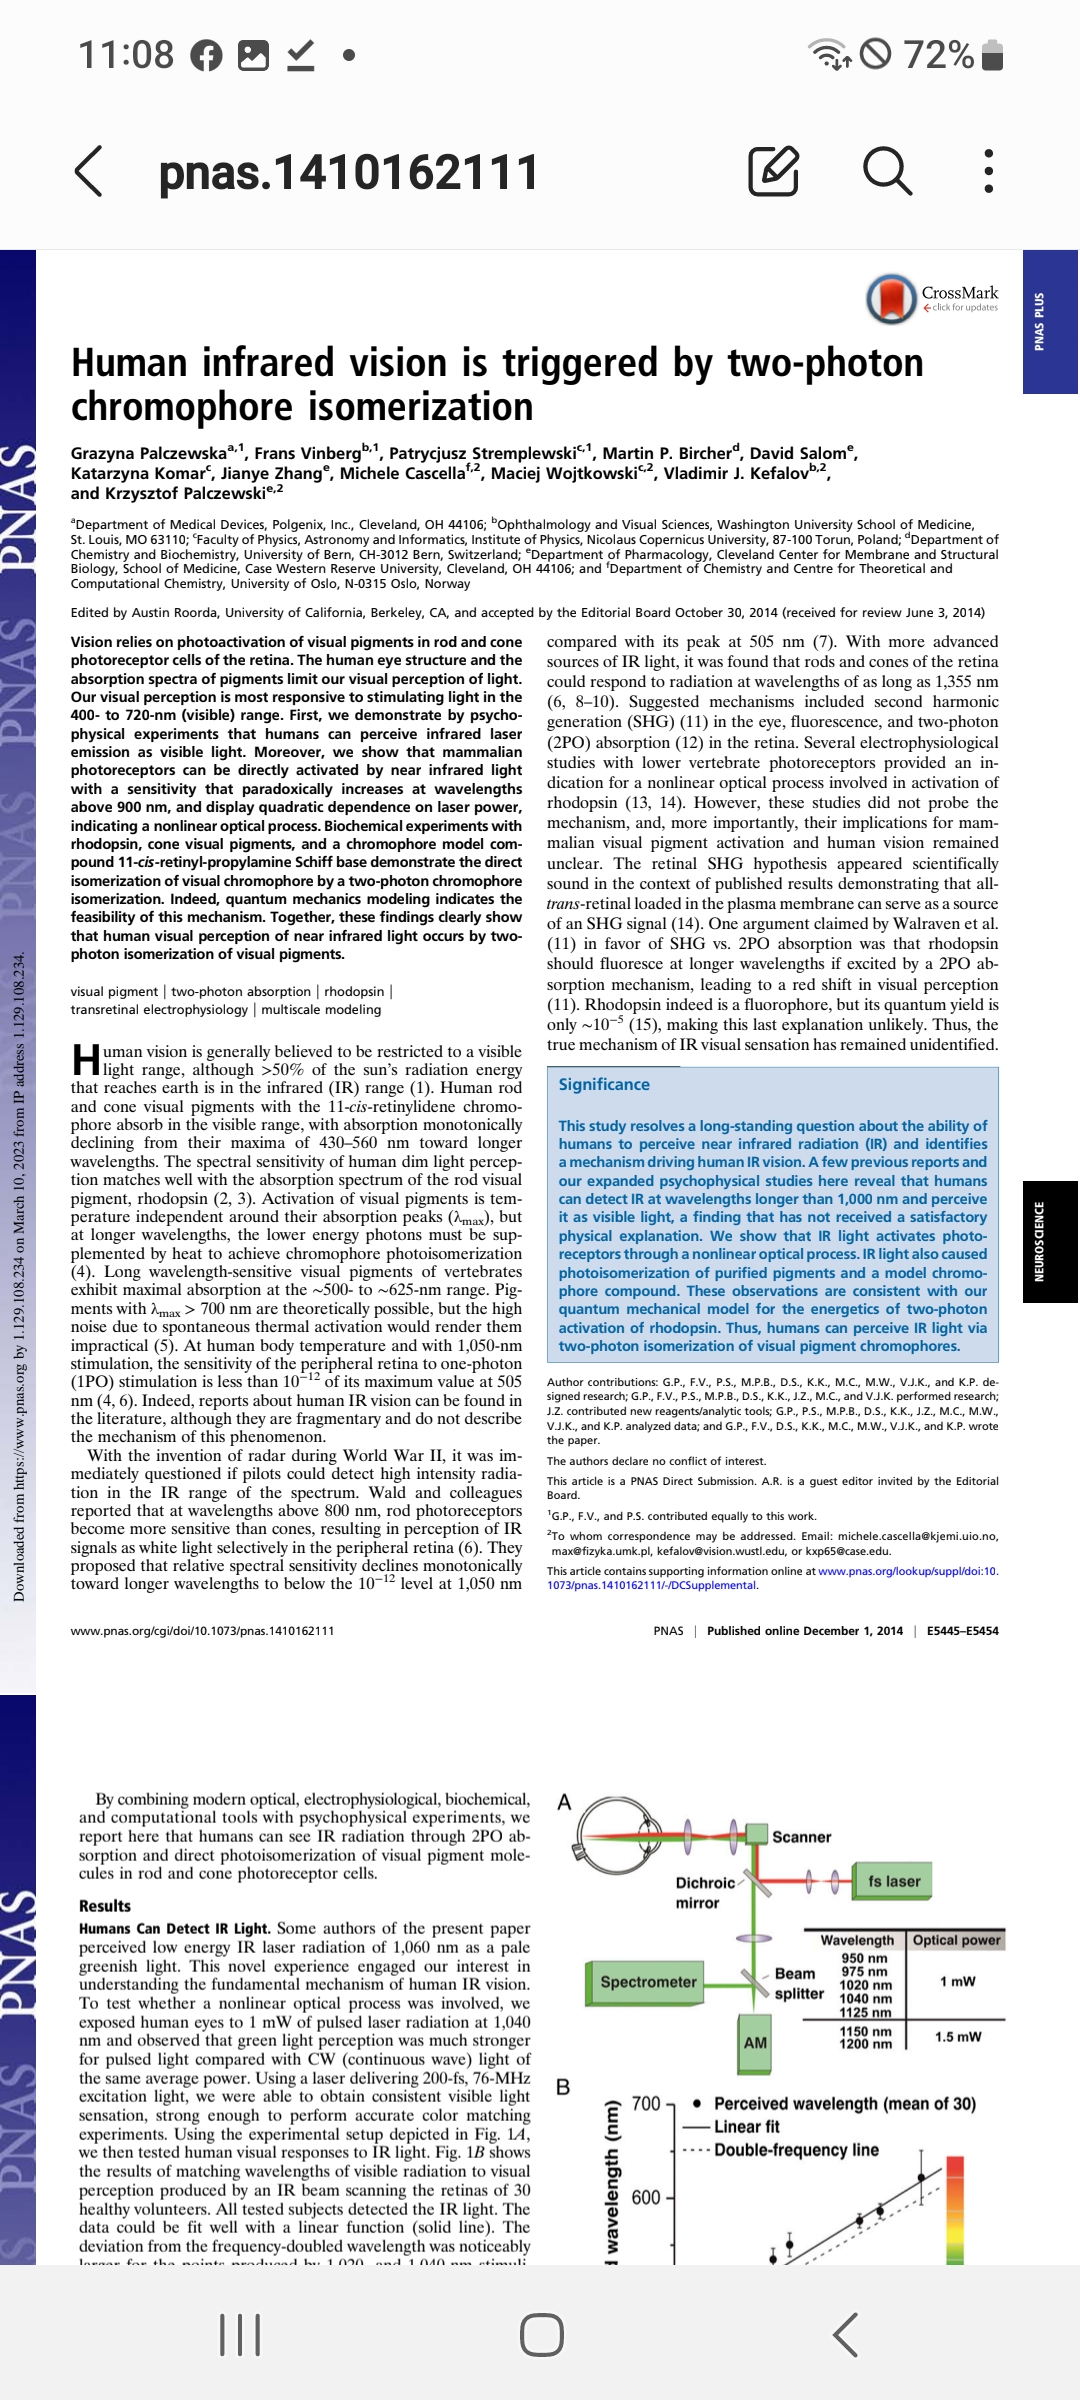 11:08
72%
pnas.1410162111
CrossMark
click for updates
PNAS PLUS
Human infrared vision is triggered by two-photon
chromophore isomerization
Grazyna Palczewska^a,1, Frans Vinberg^b,1, Patrycjusz Stremplewski^c,1, Martin P. Bircher^d, David Salom^e,
Katarzyna Komar^c, Jianye Zhang^e, Michele Cascella^f,2, Maciej Wojtkowski^c,2, Vladimir J. Kefalov^b,2,
and Krzysztof Palczewski^e,2
^aDepartment of Medical Devices, Polgenix, Inc., Cleveland, OH 44106; ^bOphthalmology and Visual Sciences, Washington University School of Medicine,
St. Louis, MO 63110; ^cFaculty of Physics, Astronomy and Informatics, Institute of Physics, Nicolaus Copernicus University, 87-100 Torun, Poland; ^dDepartment of
Chemistry and Biochemistry, University of Bern, CH-3012 Bern, Switzerland; ^eDepartment of Pharmacology, Cleveland Center for Membrane and Structural
Biology, School of Medicine, Case Western Reserve University, Cleveland, OH 44106; and ^fDepartment of Chemistry and Centre for Theoretical and
Computational Chemistry, University of Oslo, N-0315 Oslo, Norway
Edited by Austin Roorda, University of California, Berkeley, CA, and accepted by the Editorial Board October 30, 2014 (received for review June 3, 2014)
Vision relies on photoactivation of visual pigments in rod and cone
photoreceptor cells of the retina. The human eye structure and the
absorption spectra of pigments limit our visual perception of light.
Our visual perception is most responsive to stimulating light in the
400- to 720-nm (visible) range. First, we demonstrate by psycho-
physical experiments that humans can perceive infrared laser
emission as visible light. Moreover, we show that mammalian
photoreceptors can be directly activated by near infrared light
with a sensitivity that paradoxically increases at wavelengths
above 900 nm, and display quadratic dependence on laser power,
indicating a nonlinear optical process. Biochemical experiments with
rhodopsin, cone visual pigments, and a chromophore model com-
pound 11-cis-retinyl-propylamine Schiff base demonstrate the direct
isomerization of visual chromophore by a two-photon chromophore
isomerization. Indeed, quantum mechanics modeling indicates the
feasibility of this mechanism. Together, these findings clearly show
that human visual perception of near infrared light occurs by two-
photon isomerization of visual pigments.
visual pigment | two-photon absorption | rhodopsin |
transretinal electrophysiology | multiscale modeling
Human vision is generally believed to be restricted to a visible
light range, although >50% of the sun's radiation energy
that reaches earth is in the infrared (IR) range (1). Human rod
and cone visual pigments with the 11-cis-retinylidene chromo-
phore absorb in the visible range, with absorption monotonically
declining from their maxima of 430–560 nm toward longer
wavelengths. The spectral sensitivity of human dim light percep-
tion matches well with the absorption spectrum of the rod visual
pigment, rhodopsin (2, 3). Activation of visual pigments is tem-
perature independent around their absorption peaks (λmax), but
at longer wavelengths, the lower energy photons must be sup-
plemented by heat to achieve chromophore photoisomerization
(4). Long wavelength-sensitive visual pigments of vertebrates
exhibit maximal absorption at the ~500- to ~625-nm range. Pig-
ments with λmax > 700 nm are theoretically possible, but the high
noise due to spontaneous thermal activation would render them
impractical (5). At human body temperature and with 1,050-nm
stimulation, the sensitivity of the peripheral retina to one-photon
(1PO) stimulation is less than 10⁻¹² of its maximum value at 505
nm (4, 6). Indeed, reports about human IR vision can be found in
the literature, although they are fragmentary and do not describe
the mechanism of this phenomenon.
With the invention of radar during World War II, it was im-
mediately questioned if pilots could detect high intensity radia-
tion in the IR range of the spectrum. Wald and colleagues
reported that at wavelengths above 800 nm, rod photoreceptors
become more sensitive than cones, resulting in perception of IR
signals as white light selectively in the peripheral retina (6). They
proposed that relative spectral sensitivity declines monotonically
toward longer wavelengths to below the 10⁻¹² level at 1,050 nm
compared with its peak at 505 nm (7). With more advanced
sources of IR light, it was found that rods and cones of the retina
could respond to radiation at wavelengths of as long as 1,355 nm
(6, 8–10). Suggested mechanisms included second harmonic
generation (SHG) (11) in the eye, fluorescence, and two-photon
(2PO) absorption (12) in the retina. Several electrophysiological
studies with lower vertebrate photoreceptors provided an in-
dication for a nonlinear optical process involved in activation of
rhodopsin (13, 14). However, these studies did not probe the
mechanism, and, more importantly, their implications for mam-
malian visual pigment activation and human vision remained
unclear. The retinal SHG hypothesis appeared scientifically
sound in the context of published results demonstrating that all-
trans-retinal loaded in the plasma membrane can serve as a source
of an SHG signal (14). One argument claimed by Walraven et al.
(11) in favor of SHG vs. 2PO absorption was that rhodopsin
should fluoresce at longer wavelengths if excited by a 2PO ab-
sorption mechanism, leading to a red shift in visual perception
(11). Rhodopsin indeed is a fluorophore, but its quantum yield is
only ~10⁻⁵ (15), making this last explanation unlikely. Thus, the
true mechanism of IR visual sensation has remained unidentified.
Significance
This study resolves a long-standing question about the ability of
humans to perceive near infrared radiation (IR) and identifies
a mechanism driving human IR vision. A few previous reports and
our expanded psychophysical studies here reveal that humans
can detect IR at wavelengths longer than 1,000 nm and perceive
it as visible light, a finding that has not received a satisfactory
physical explanation. We show that IR light activates photo-
receptors through a nonlinear optical process. IR light also caused
photoisomerization of purified pigments and a model chromo-
phore compound. These observations are consistent with our
quantum mechanical model for the energetics of two-photon
activation of rhodopsin. Thus, humans can perceive IR light via
two-photon isomerization of visual pigment chromophores.
NEUROSCIENCE
Author contributions: G.P., F.V., P.S., M.P.B., D.S., K.K., M.C., M.W., V.J.K., and K.P. de-
signed research; G.P., F.V., P.S., M.P.B., D.S., K.K., J.Z., M.C., and V.J.K. performed research;
J.Z. contributed new reagents/analytic tools; G.P., P.S., M.P.B., D.S., K.K., J.Z., M.C., M.W.,
V.J.K., and K.P. analyzed data; and G.P., F.V., D.S., K.K., M.C., M.W., V.J.K., and K.P. wrote
the paper.
The authors declare no conflict of interest.
This article is a PNAS Direct Submission. A.R. is a guest editor invited by the Editorial
Board.
¹G.P., F.V., and P.S. contributed equally to this work.
²To whom correspondence may be addressed. Email: michele.cascella@kjemi.uio.no,
max@fizyka.umk.pl, kefalov@vision.wustl.edu, or kxp65@case.edu.
This article contains supporting information online at www.pnas.org/lookup/suppl/doi:10.
1073/pnas.1410162111/-/DCSupplemental.
www.pnas.org/cgi/doi/10.1073/pnas.1410162111
PNAS | Published online December 1, 2014 | E5445–E5454
Downloaded from https://www.pnas.org by 1.129.108.234 on March 10, 2023 from IP address 1.129.108.234.
PNAS PNAS PNAS PNAS
By combining modern optical, electrophysiological, biochemical,
and computational tools with psychophysical experiments, we
report here that humans can see IR radiation through 2PO ab-
sorption and direct photoisomerization of visual pigment mole-
cules in rod and cone photoreceptor cells.
Results
Humans Can Detect IR Light. Some authors of the present paper
perceived low energy IR laser radiation of 1,060 nm as a pale
greenish light. This novel experience engaged our interest in
understanding the fundamental mechanism of human IR vision.
To test whether a nonlinear optical process was involved, we
exposed human eyes to 1 mW of pulsed laser radiation at 1,040
nm and observed that green light perception was much stronger
for pulsed light compared with CW (continuous wave) light of
the same average power. Using a laser delivering 200-fs, 76-MHz
excitation light, we were able to obtain consistent visible light
sensation, strong enough to perform accurate color matching
experiments. Using the experimental setup depicted in Fig. 1A,
we then tested human visual responses to IR light. Fig. 1B shows
the results of matching wavelengths of visible radiation to visual
perception produced by an IR beam scanning the retinas of 30
healthy volunteers. All tested subjects detected the IR light. The
data could be fit well with a linear function (solid line). The
deviation from the frequency-doubled wavelength was noticeably
larger for the points produced by 1,020- and 1,040-nm stimuli
PNAS PNAS
A
Scanner
Dichroic
mirror
fs laser
Spectrometer
Beam
splitter
AM
Wavelength Optical power
950 nm
975 nm
1020 nm 1 mW
1040 nm
1125 nm
1150 nm 1.5 mW
1200 nm
B
700
Perceived wavelength (mean of 30)
Linear fit
Double-frequency line
600
wavelength (nm)